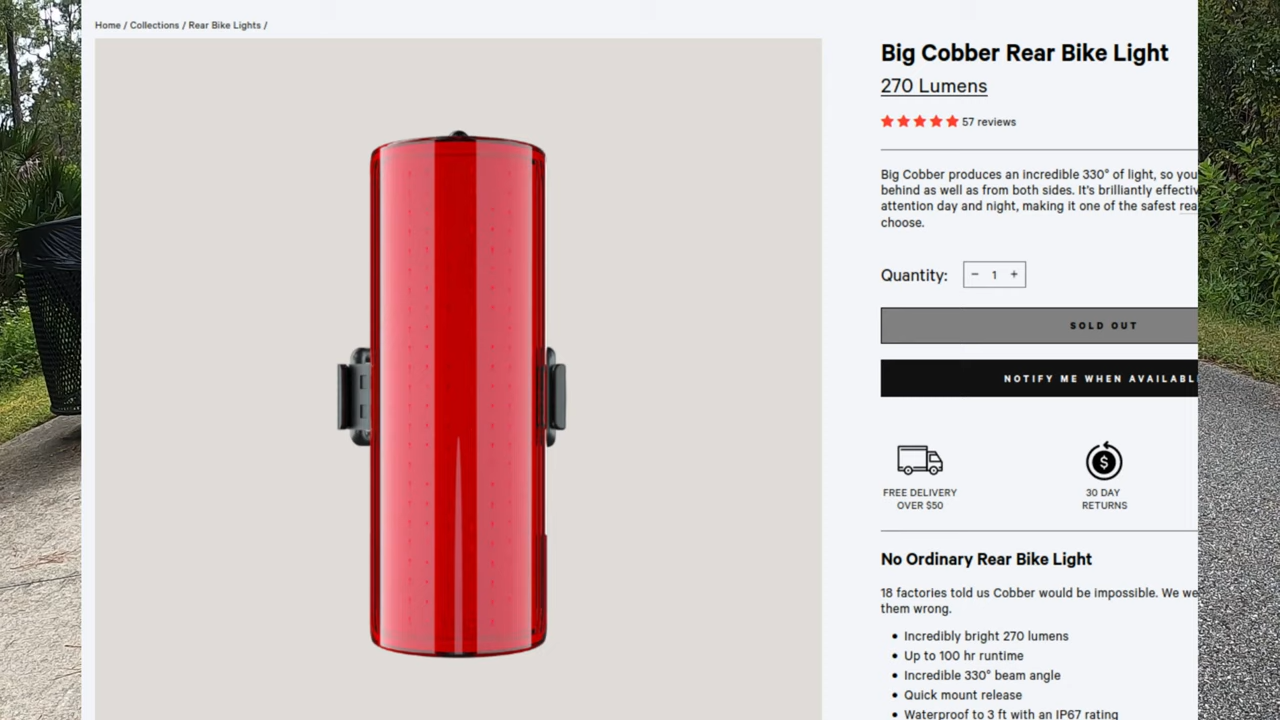 Home / Collections / Rear Bike Lights /
Big Cobber Rear Bike Light
270 Lumens
57 reviews
Big Cobber produces an incredible 330° of light, so you
behind as well as from both sides. It's brilliantly effectiv
attention day and night, making it one of the safest rea
choose.
Quantity:
− 1 +
SOLD OUT
NOTIFY ME WHEN AVAILABL
$
FREE DELIVERY
OVER $50
30 DAY
RETURNS
No Ordinary Rear Bike Light
18 factories told us Cobber would be impossible. We we
them wrong.
• Incredibly bright 270 lumens
• Up to 100 hr runtime
• Incredible 330° beam angle
• Quick mount release
• Waterproof to 3 ft with an IP67 rating